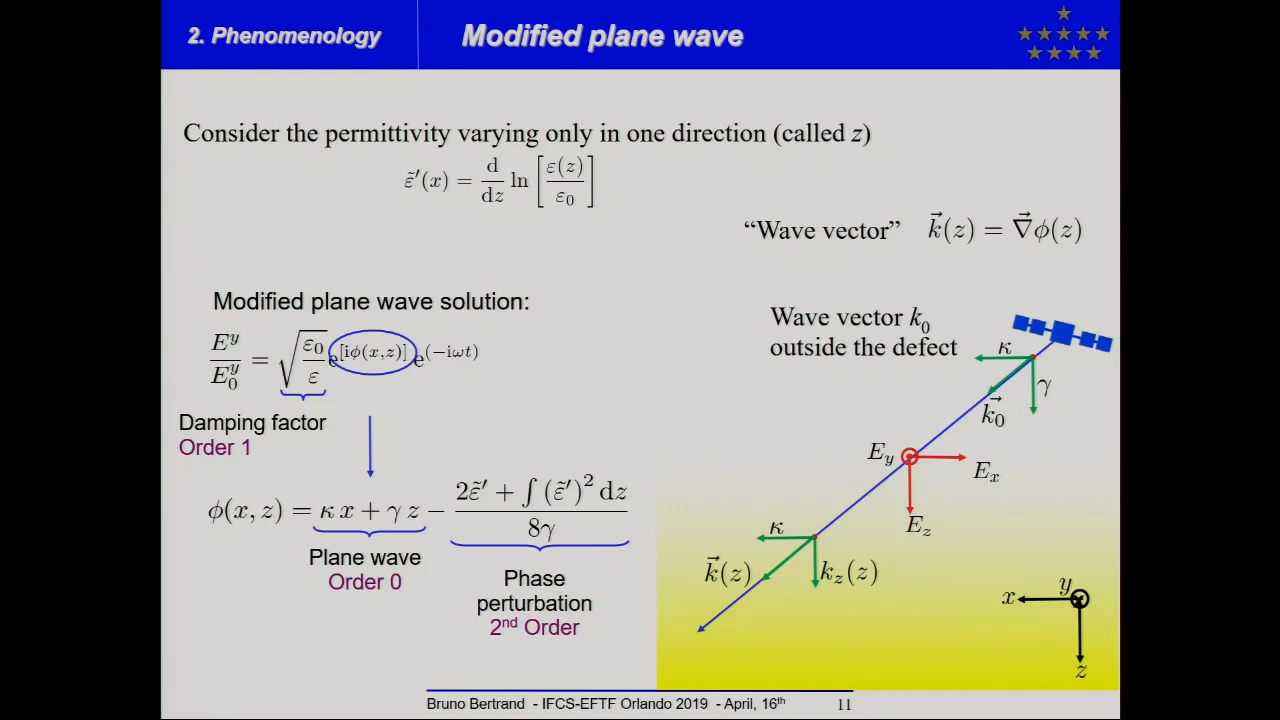 2. Phenomenology
Modified plane wave
Consider the permittivity varying only in one direction (called z)
ε̃′(x) = d/dz ln [ε(z)/ε₀]
“Wave vector” k⃗(z) = ∇⃗ϕ(z)
Modified plane wave solution:
Wave vector k₀
outside the defect
E^y/E₀^y = √(ε₀/ε) e^[iϕ(x,z)] e^(−iωt)
κ
γ
k⃗₀
Damping factor
Order 1
E_y
E_x
E_z
ϕ(x, z) = κ x + γ z − (2ε̃′ + ∫ (ε̃′)² dz)/(8γ)
Plane wave
Order 0
Phase
perturbation
2nd Order
κ
k⃗(z)
k_z(z)
y
x
z
Bruno Bertrand - IFCS-EFTF Orlando 2019 - April, 16th
11